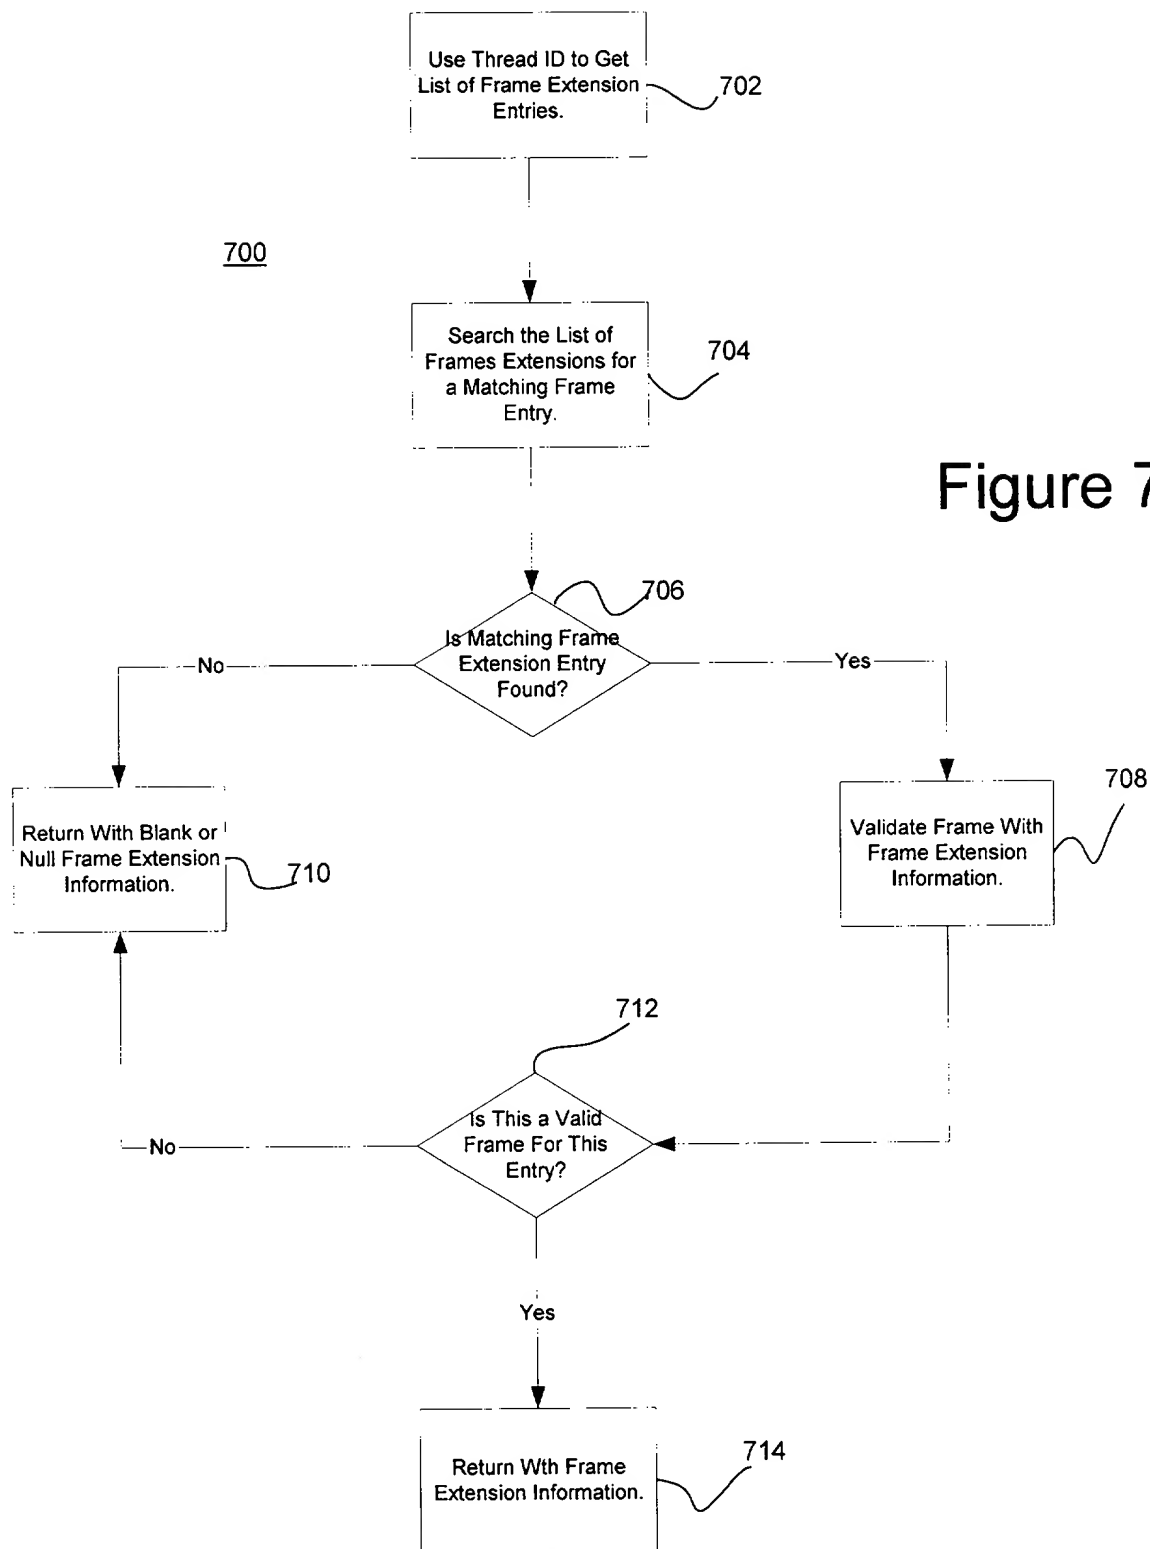 Use Thread ID to Get
List of Frame Extension
Entries.
702
700
Search the List of
Frames Extensions for
a Matching Frame
Entry.
704
Figure 7
706
Is Matching Frame
Extension Entry
Found?
No
Yes
708
Return With Blank or
Null Frame Extension
Information.
710
Validate Frame With
Frame Extension
Information.
712
Is This a Valid
Frame For This
Entry?
No
Yes
714
Return Wth Frame
Extension Information.